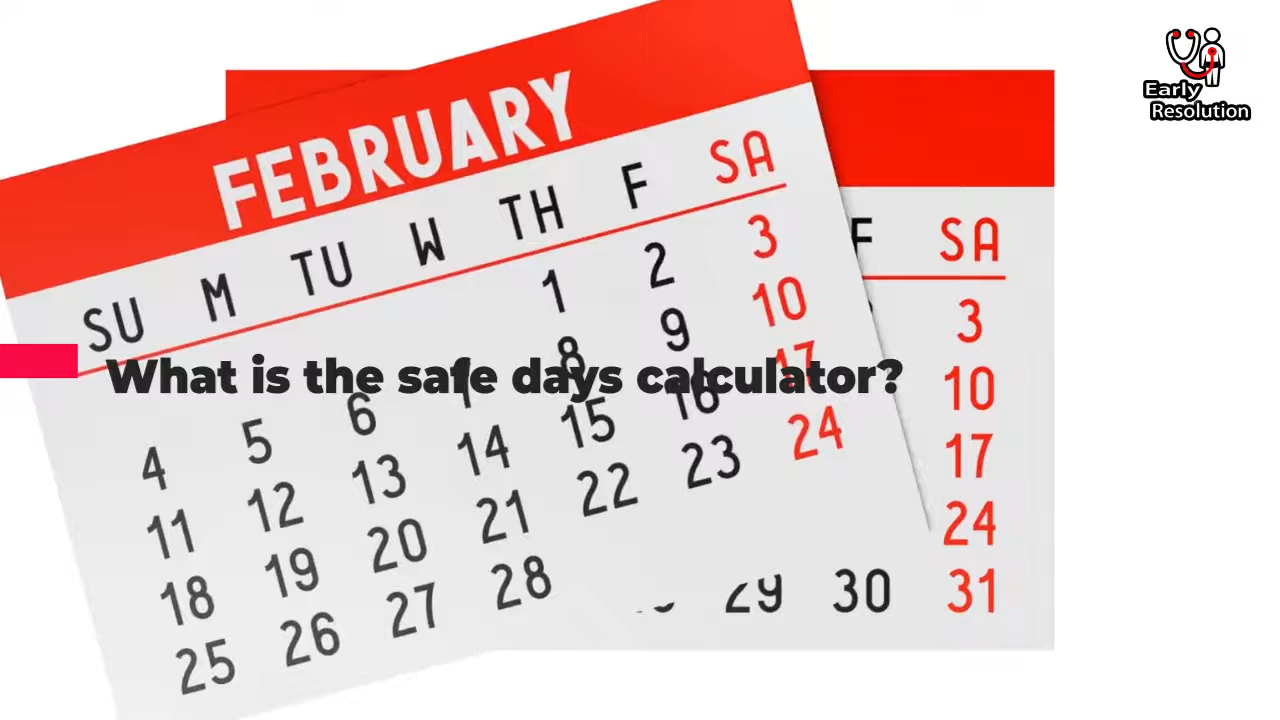 Early
Resolution
FEBRUARY
SU M TU W TH F SA
1 2 3
4 5 6 7 8 9 10
11 12 13 14 15 16 17
18 19 20 21 22 23 24
25 26 27 28
F SA
3
10
17
24
29 30 31
What is the safe days calculator?